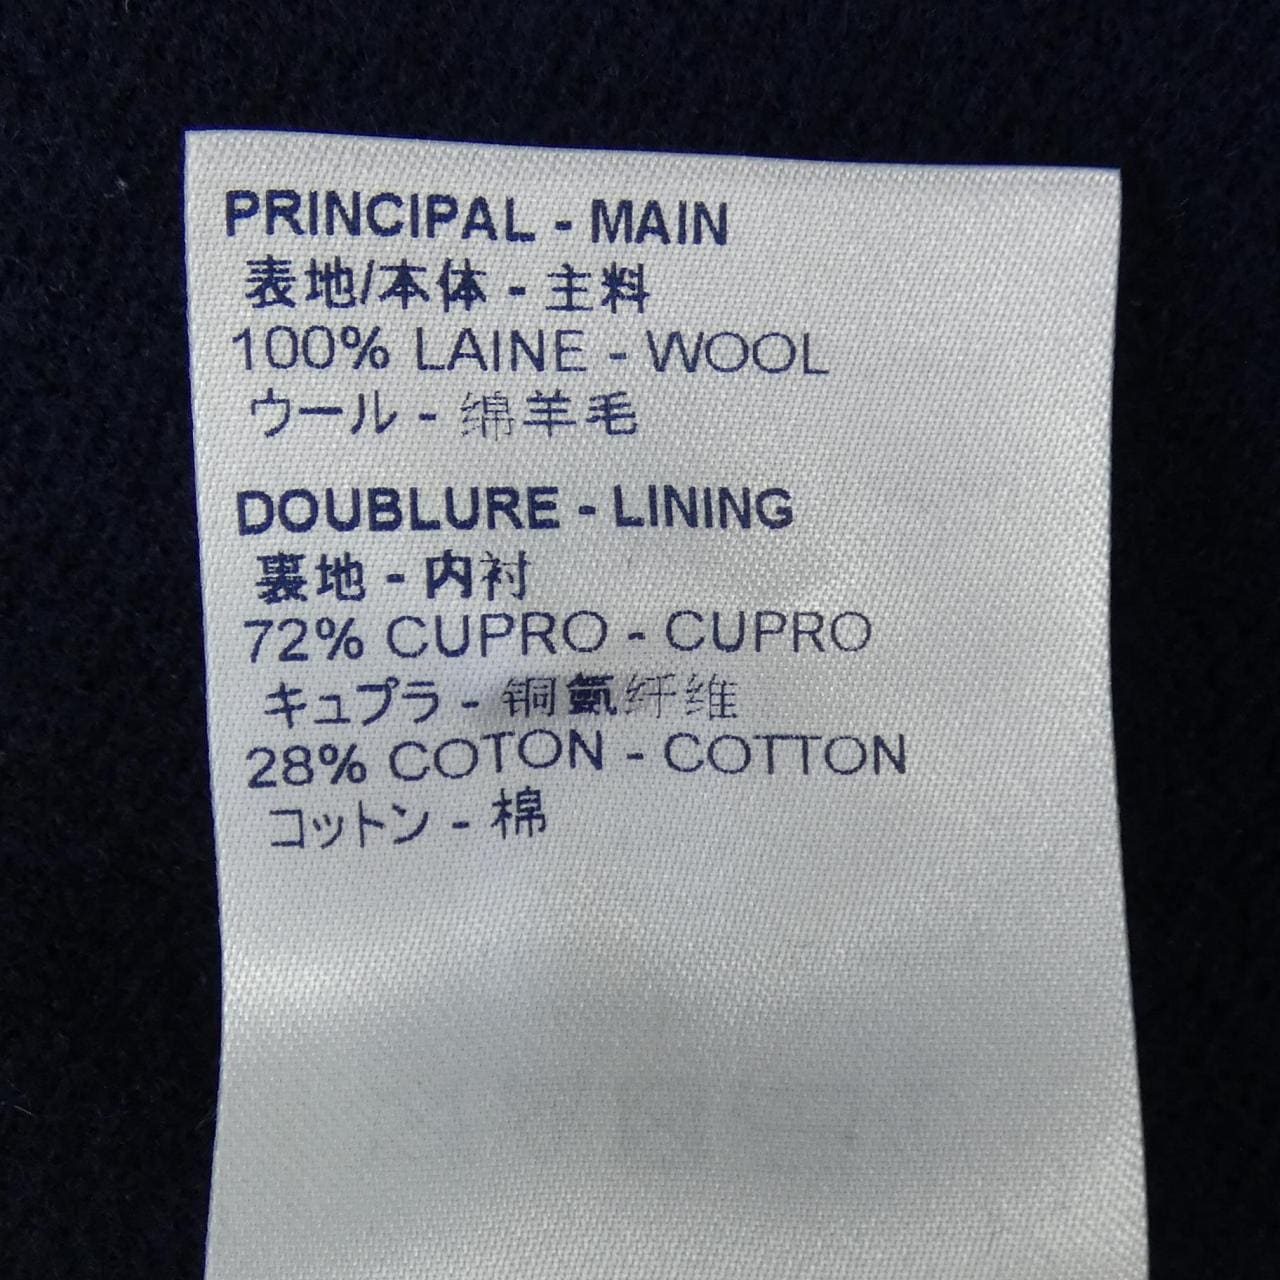 PRINCIPAL - MAIN
表地/本体 - 主料
100% LAINE - WOOL
ウール - 绵羊毛
DOUBLURE - LINING
裏地 - 内衬
72% CUPRO - CUPRO
キュプラ - 铜氨纤维
28% COTON - COTTON
コットン - 棉